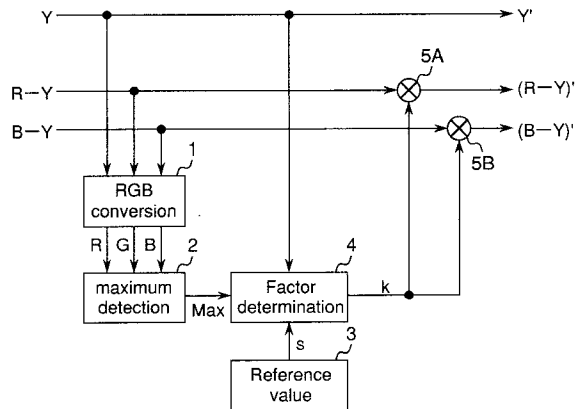 Y
Y'
5A
R—Y
(R—Y)'
B—Y
(B—Y)'
5B
1
RGB
conversion
R G B
2
4
maximum
detection
Max
Factor
determination
k
s
3
Reference
value